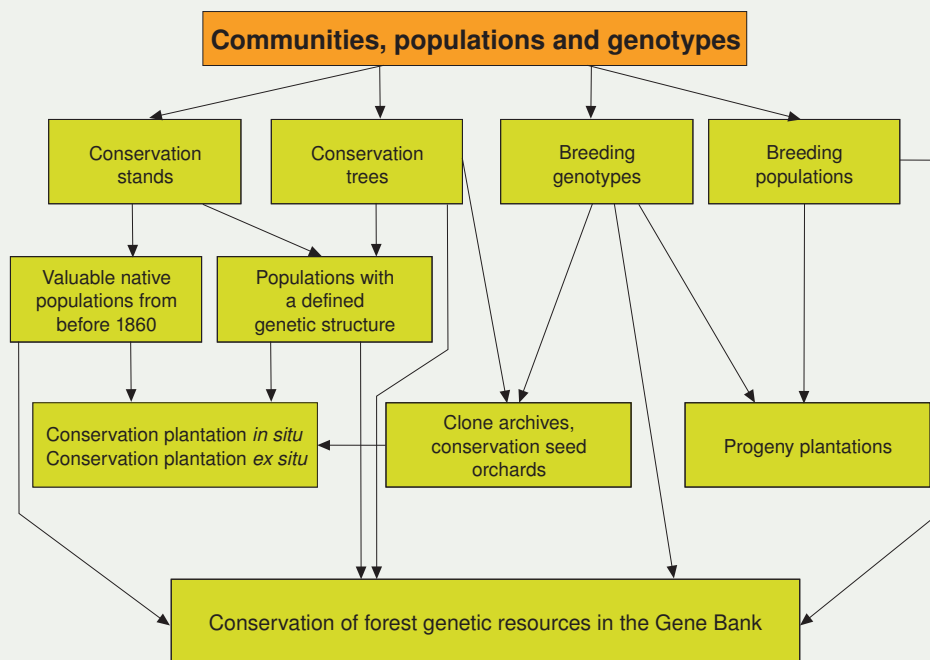 Communities, populations and genotypes
Conservation
stands
Conservation
trees
Breeding
genotypes
Breeding
populations
Valuable native
populations from
before 1860
Populations with
a defined
genetic structure
Conservation plantation in situ
Conservation plantation ex situ
Clone archives,
conservation seed
orchards
Progeny plantations
Conservation of forest genetic resources in the Gene Bank